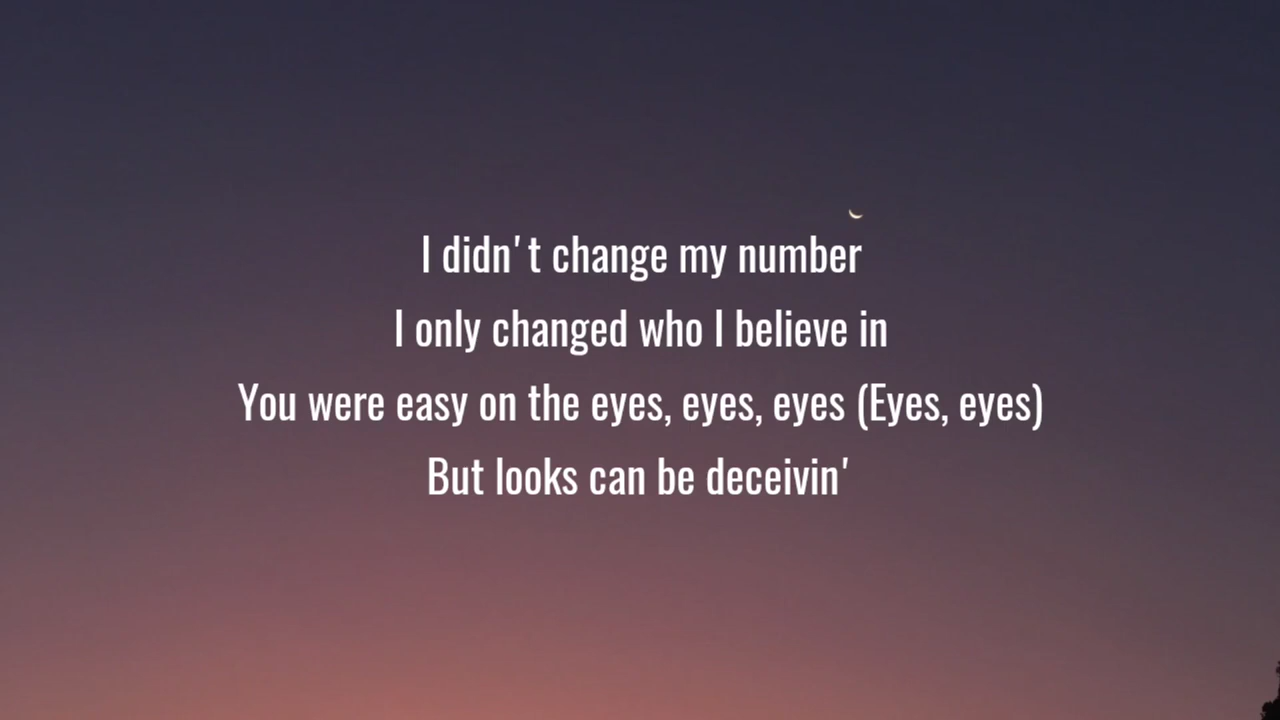 I didn't change my number
I only changed who I believe in
You were easy on the eyes, eyes, eyes (Eyes, eyes)
But looks can be deceivin'